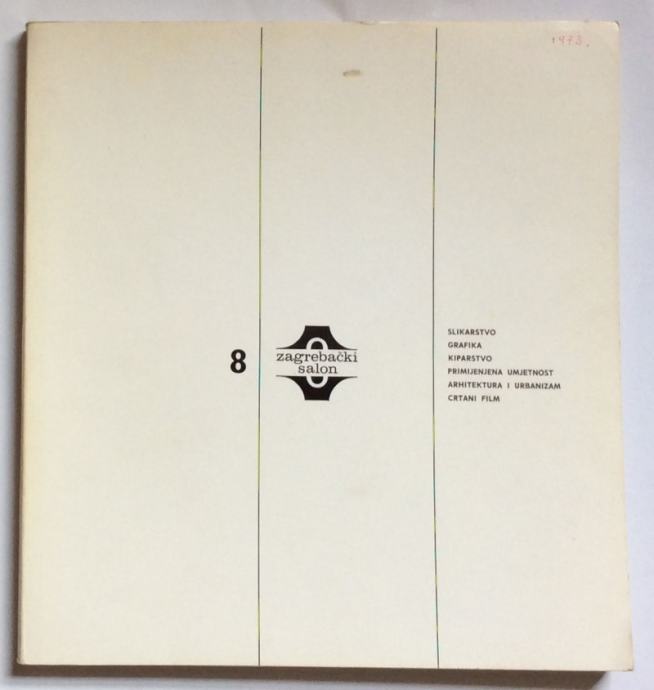 1973.
8
zagrebački
salon
SLIKARSTVO
GRAFIKA
KIPARSTVO
PRIMIJENJENA UMJETNOST
ARHITEKTURA I URBANIZAM
CRTANI FILM